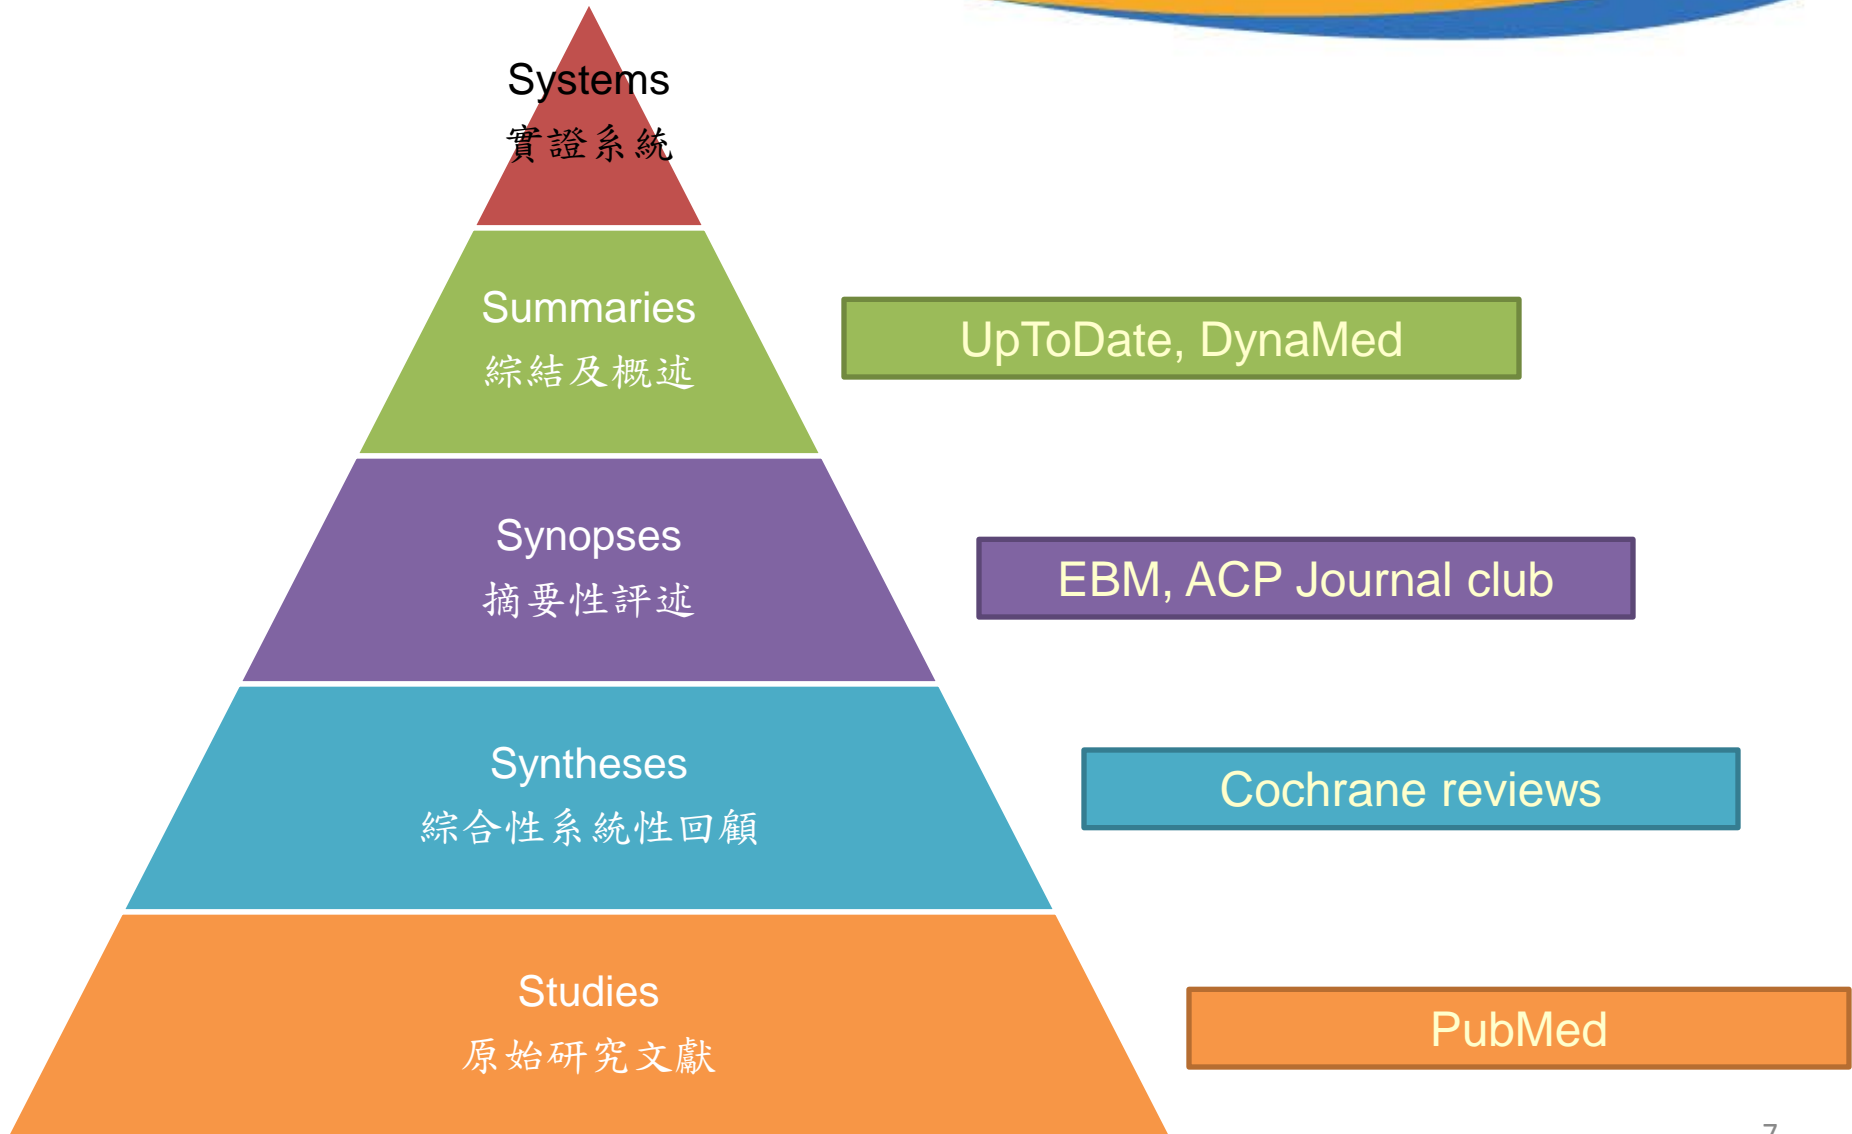 Systems
實證系統
Summaries
綜結及概述
UpToDate, DynaMed
Synopses
摘要性評述
EBM, ACP Journal club
Syntheses
綜合性系統性回顧
Cochrane reviews
Studies
原始研究文獻
PubMed
7